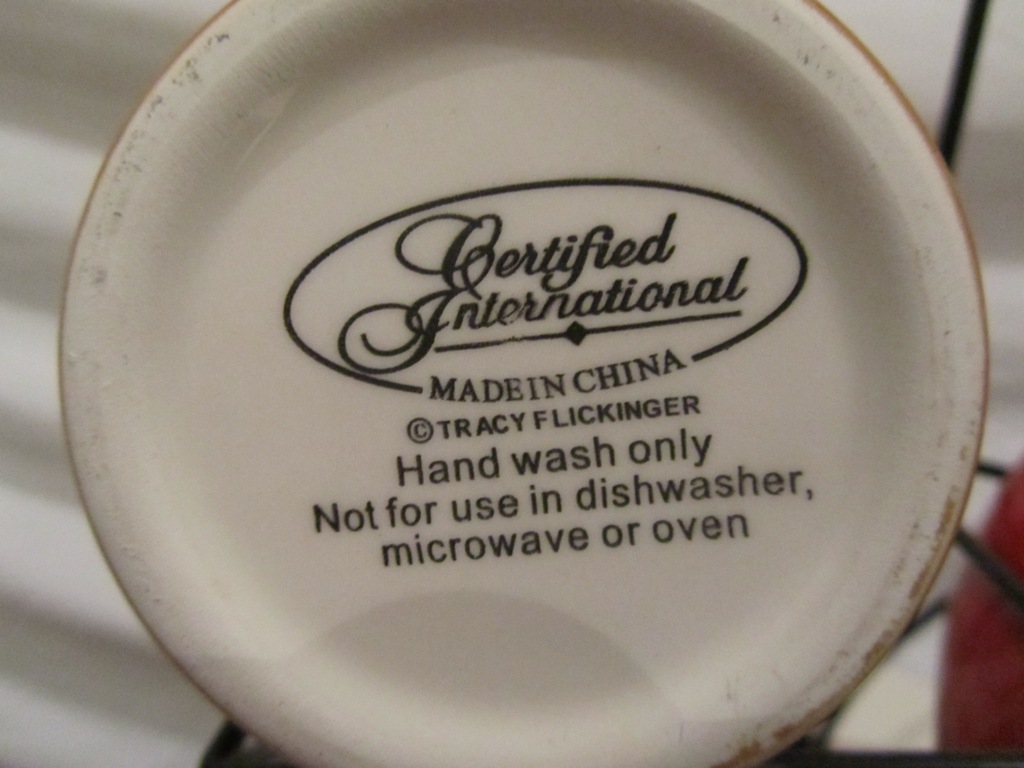 Certified
International
MADE IN CHINA
©TRACY FLICKINGER
Hand wash only
Not for use in dishwasher,
microwave or oven